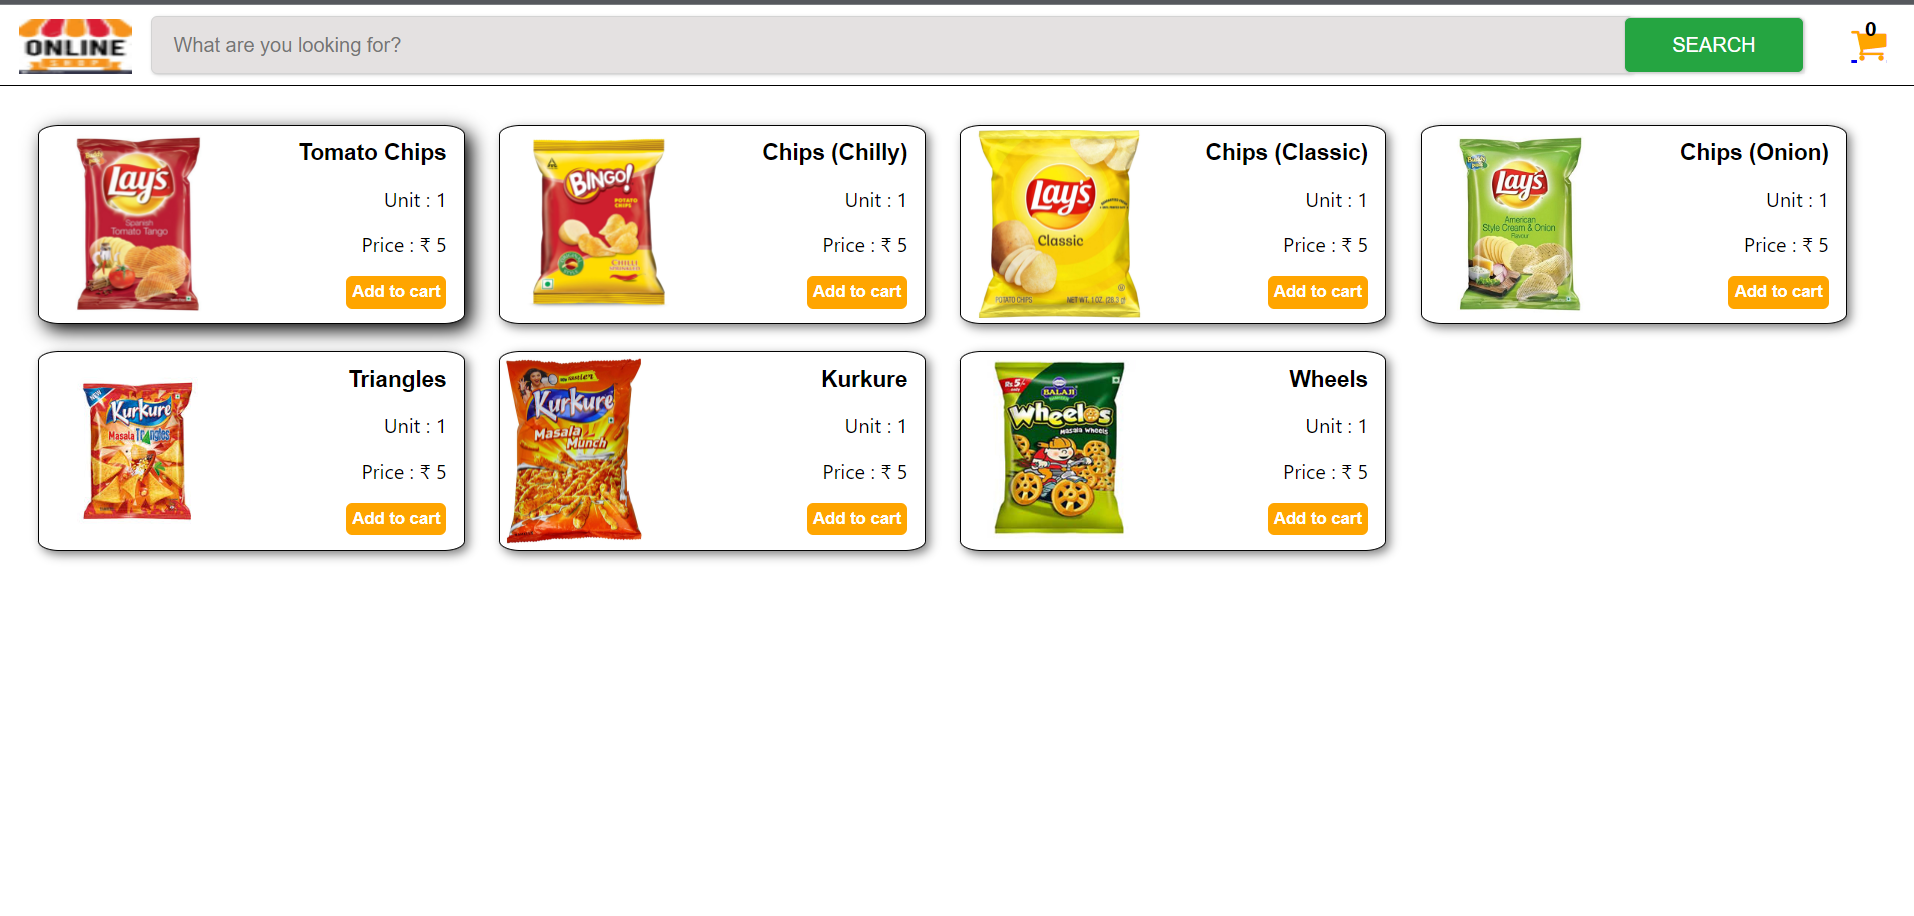 ONLINE
SHOP
What are you looking for?
SEARCH
0
Lay's
Spanish
Tomato Tango
Tomato Chips
Unit : 1
Price : ₹ 5
Add to cart
BINGO!
POTATO
CHIPS
CHILLI
SPRINKLED
Chips (Chilly)
Unit : 1
Price : ₹ 5
Add to cart
Lay's
Classic
POTATO CHIPS
NET WT. 1 OZ. (28.3 g)
Chips (Classic)
Unit : 1
Price : ₹ 5
Add to cart
Lay's
American
Style Cream & Onion
Flavour
Chips (Onion)
Unit : 1
Price : ₹ 5
Add to cart
NEW
Kurkure
Masala Triangles
Triangles
Unit : 1
Price : ₹ 5
Add to cart
Kurkure
Masala
Munch
Kurkure
Unit : 1
Price : ₹ 5
Add to cart
Rs 5/-
BALAJI
Wheelos
Masala Wheels
Wheels
Unit : 1
Price : ₹ 5
Add to cart